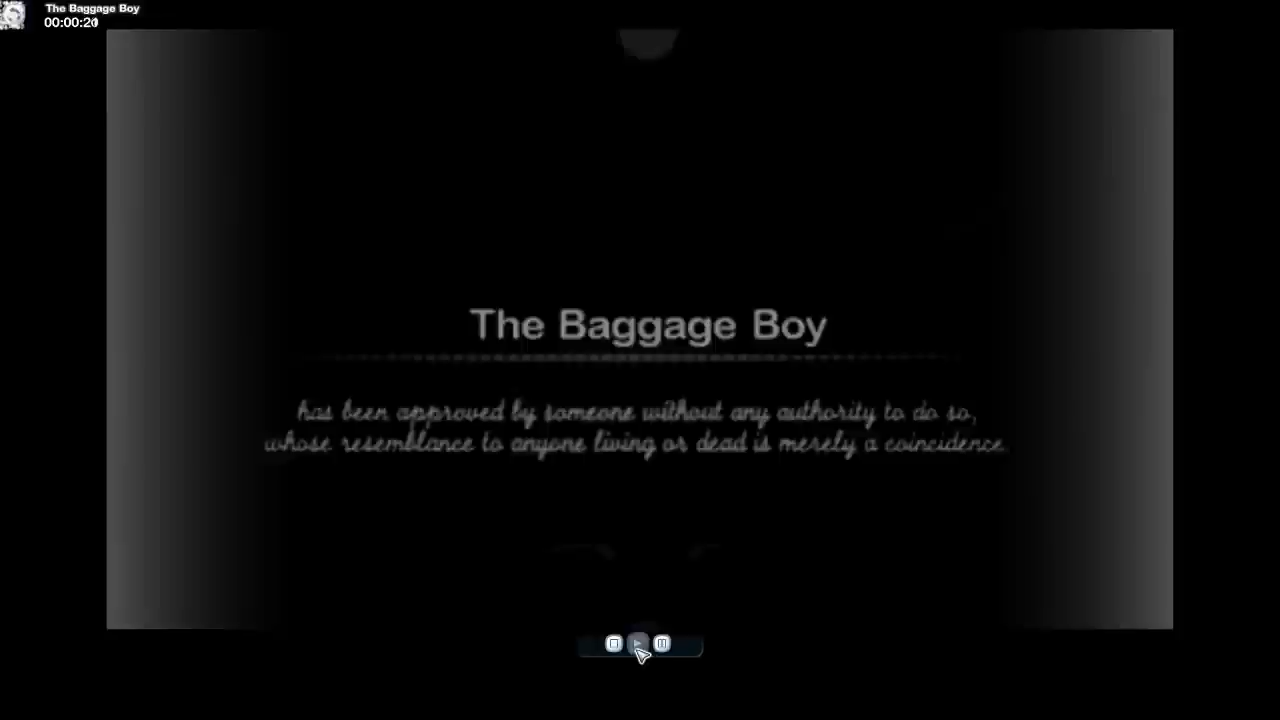 The Baggage Boy
00:00:20
The Baggage Boy
has been approved by someone without any authority to do so,
whose resemblance to anyone living or dead is merely a coincidence.